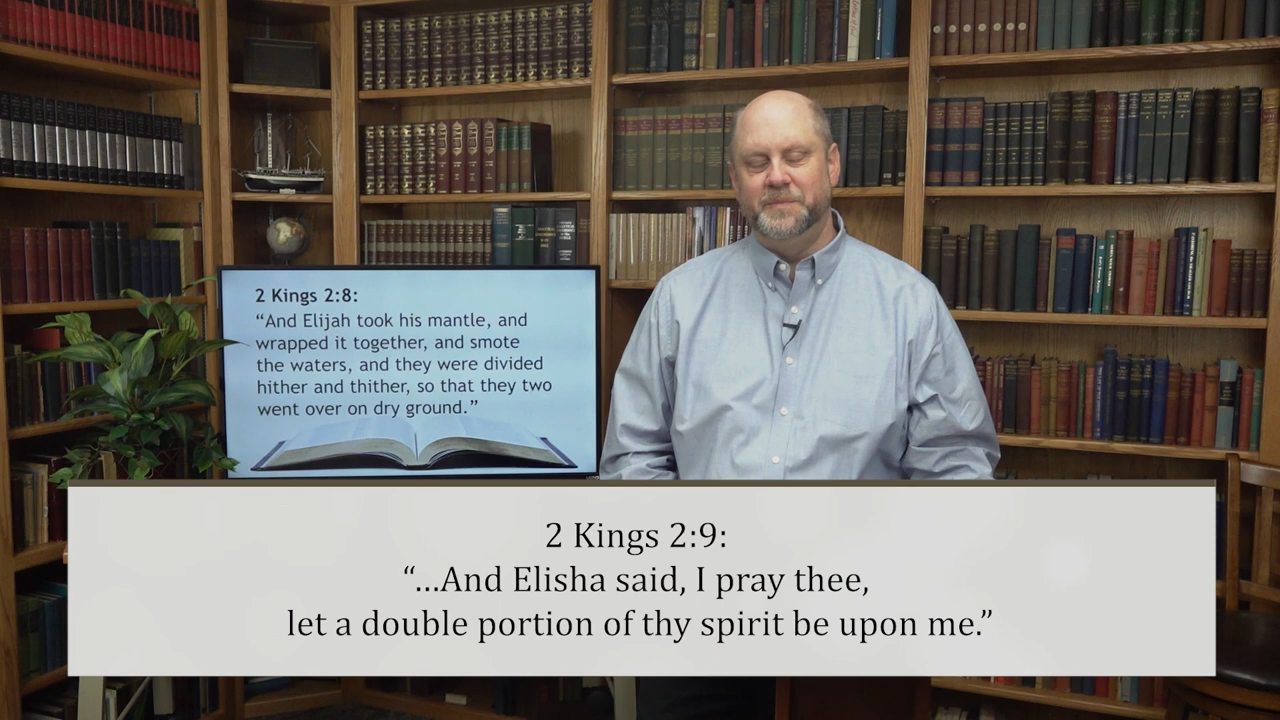 2 Kings 2:8:
“And Elijah took his mantle, and
wrapped it together, and smote
the waters, and they were divided
hither and thither, so that they two
went over on dry ground.”
2 Kings 2:9:
“...And Elisha said, I pray thee,
let a double portion of thy spirit be upon me.”